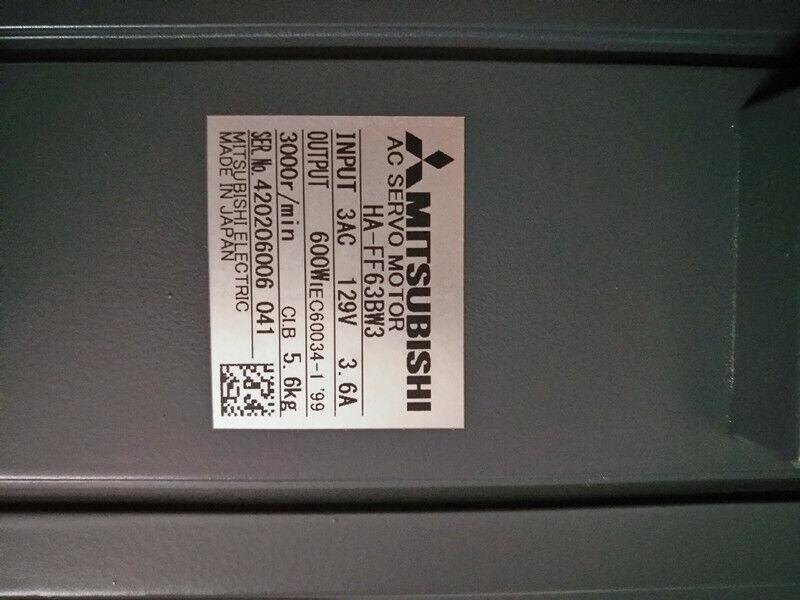 MITSUBISHI
AC SERVO MOTOR
HA-FF63BW3
INPUT 3AC 129V 3.6A
OUTPUT 600W IEC60034-1 '99
3000r/min Cl.B 5.6kg
SER.No.420206006 041
MITSUBISHI ELECTRIC
MADE IN JAPAN